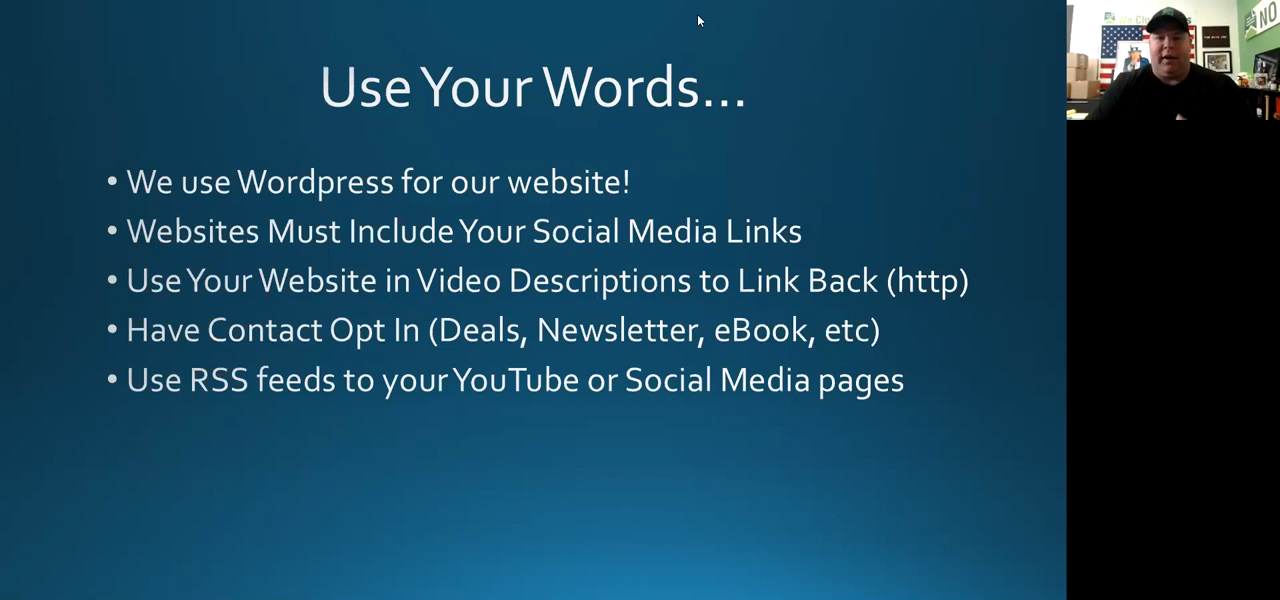 Use Your Words...
• We use Wordpress for our website!
• Websites Must Include Your Social Media Links
• Use Your Website in Video Descriptions to Link Back (http)
• Have Contact Opt In (Deals, Newsletter, eBook, etc)
• Use RSS feeds to your YouTube or Social Media pages
NO